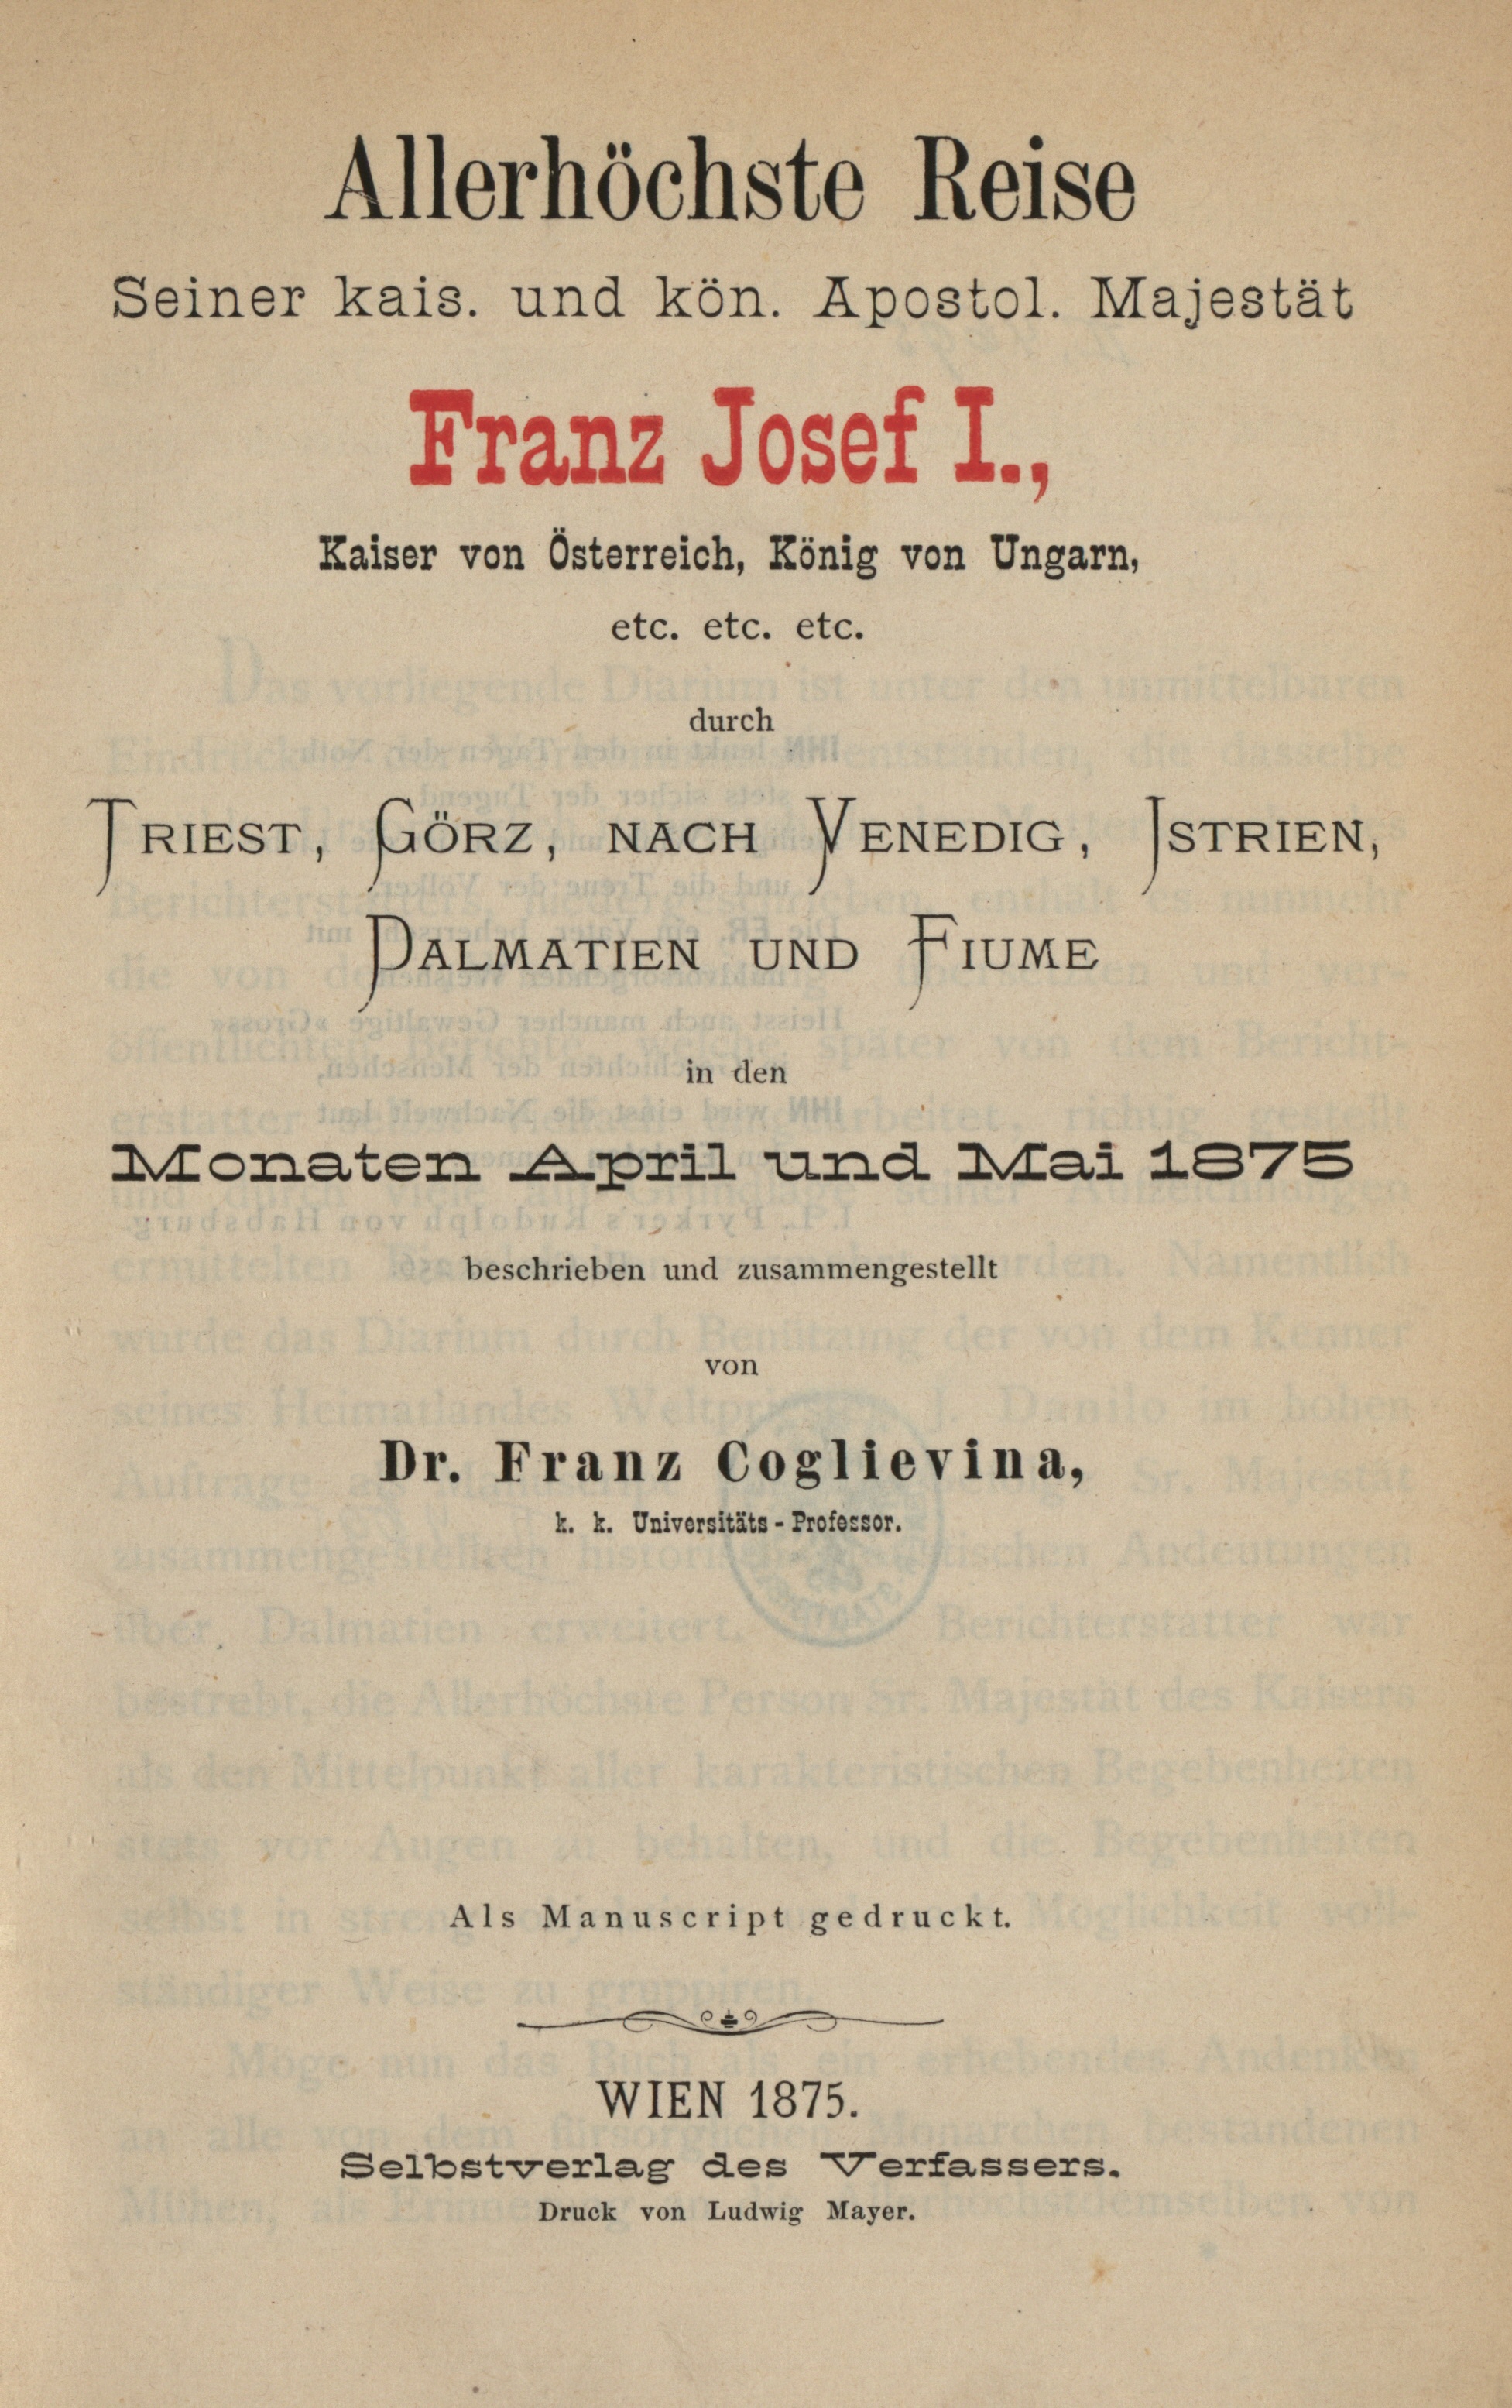 Allerhöchste Reise
Seiner kais. und kön. Apostol. Majestät
Franz Josef I.,
Kaiser von Österreich, König von Ungarn,
etc. etc. etc.
durch
TRIEST, GÖRZ, NACH VENEDIG, ISTRIEN,
DALMATIEN UND FIUME
in den
Monaten April und Mai 1875
beschrieben und zusammengestellt
von
Dr. Franz Coglievina,
k. k. Universitäts-Professor.
Als Manuscript gedruckt.
WIEN 1875.
Selbstverlag des Verfassers.
Druck von Ludwig Mayer.